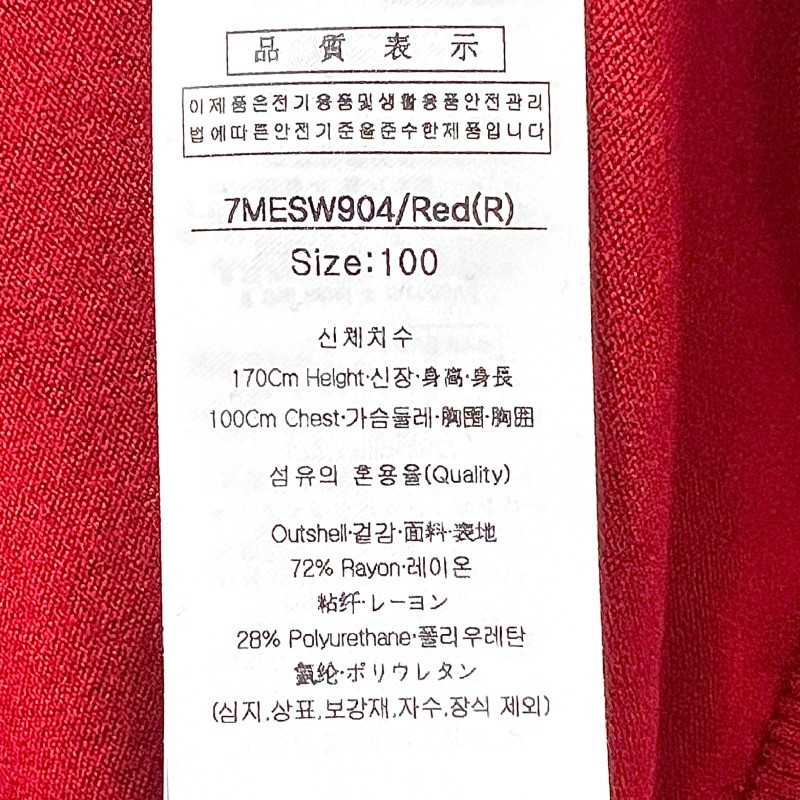 品質表示
이제품은전기용품및생활용품안전관리
법에따른안전기준을준수한제품입니다
7MESW904/Red(R)
Size:100
신체치수
170Cm Height·신장·身高·身長
100Cm Chest·가슴둘레·胸围·胸囲
섬유의 혼용율(Quality)
Outshell·겉감·面料·表地
72% Rayon·레이온
粘纤·レーヨン
28% Polyurethane·폴리우레탄
氨纶·ポリウレタン
(심지,상표,보강재,자수,장식 제외)